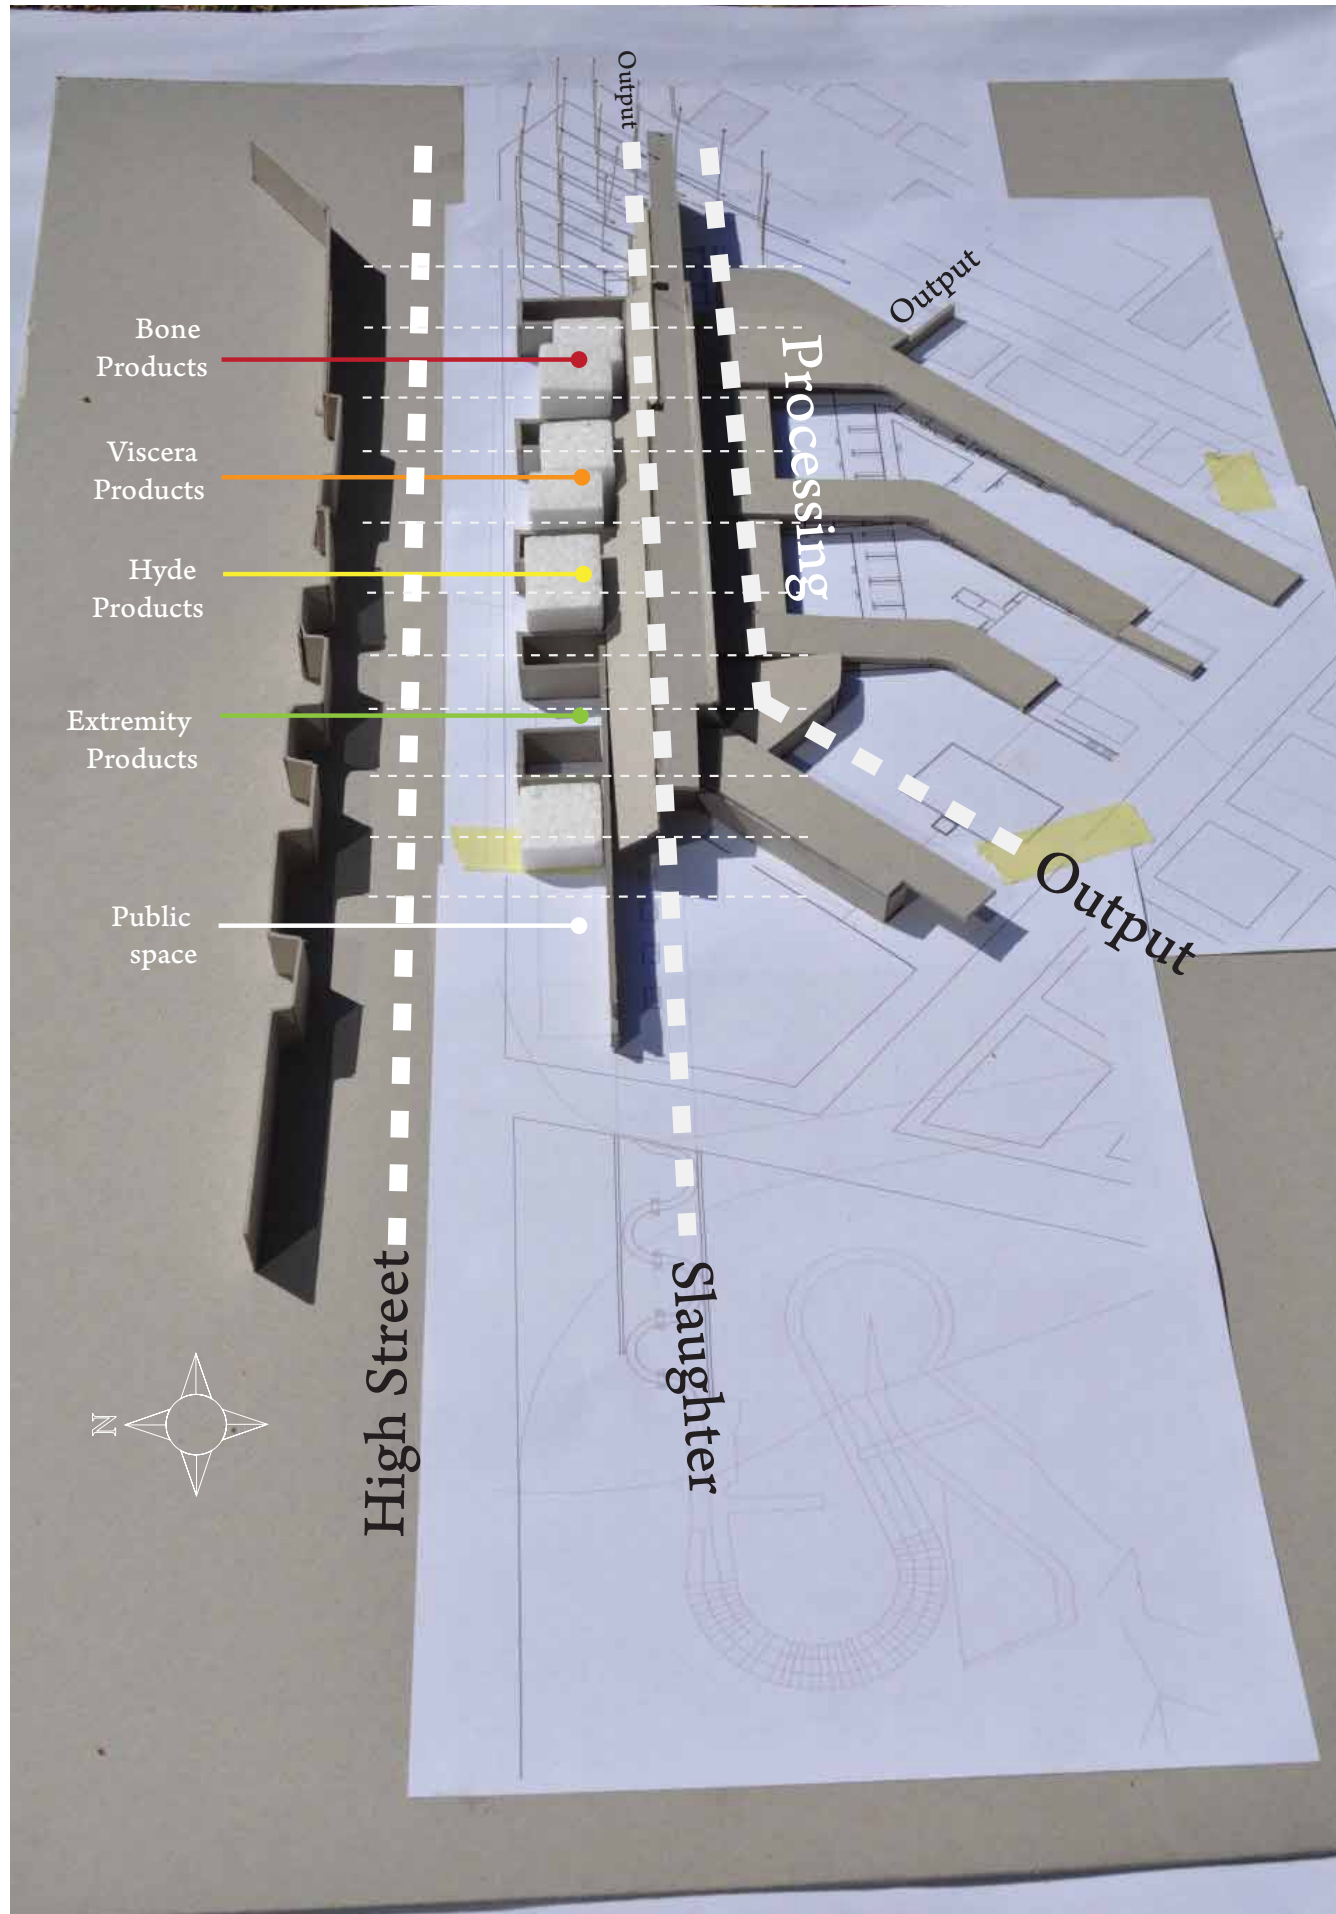 Output
Output
Bone
Products
Processing
Viscera
Products
Hyde
Products
Extremity
Products
Output
Public
space
High Street
Slaughter
N